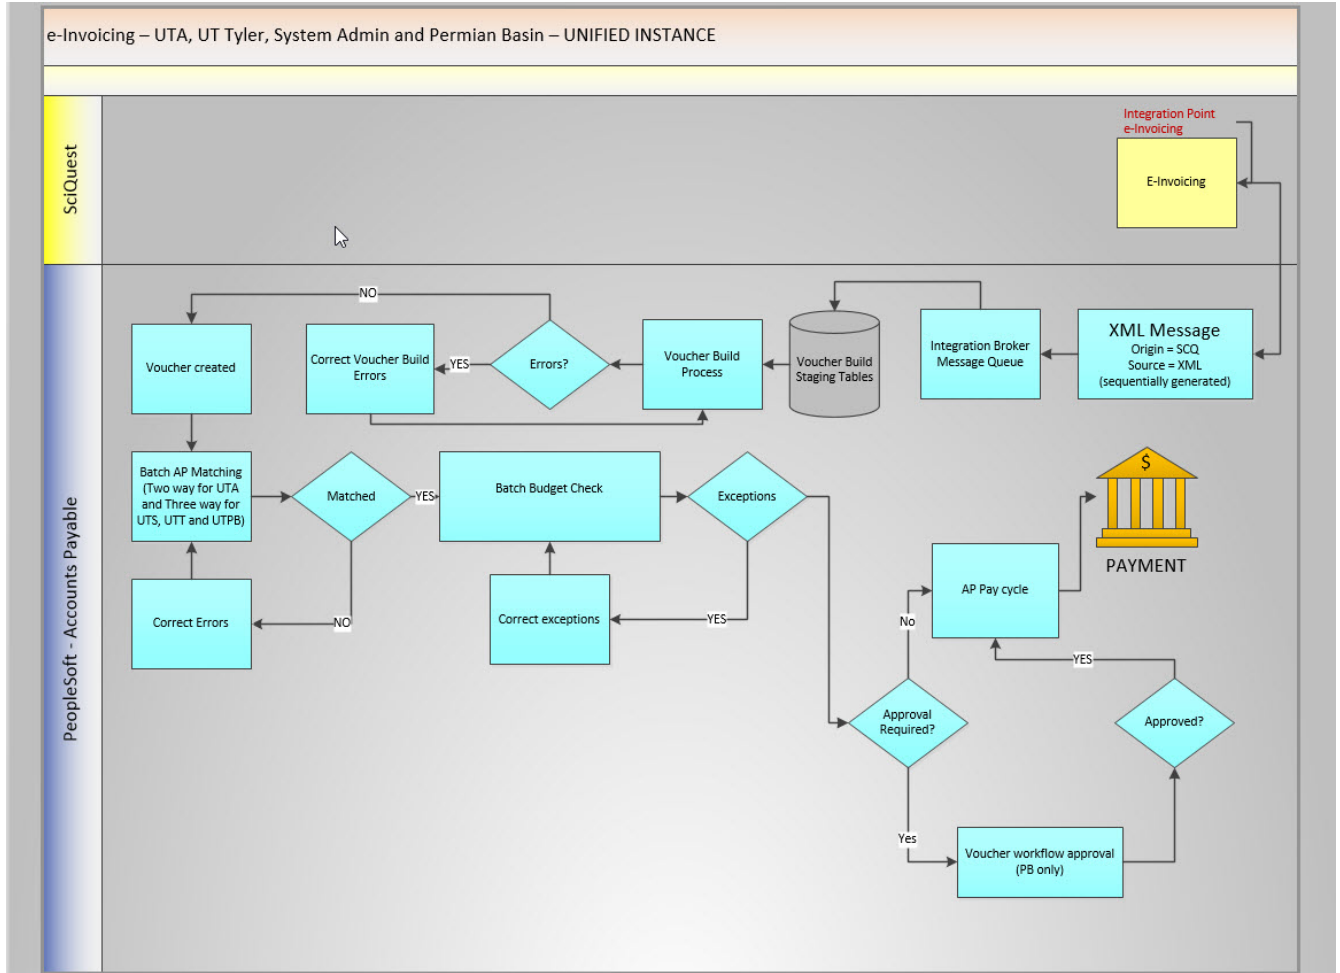 e-Invoicing – UTA, UT Tyler, System Admin and Permian Basin – UNIFIED INSTANCE
SciQuest
Integration Point
e-Invoicing
E-Invoicing
PeopleSoft - Accounts Payable
XML Message
Origin = SCQ
Source = XML
(sequentially generated)
Integration Broker
Message Queue
Voucher Build
Staging Tables
Voucher Build
Process
Errors?
YES
Correct Voucher Build
Errors
NO
Voucher created
Batch AP Matching
(Two way for UTA
and Three way for
UTS, UTT and UTPB)
Matched
NO
Correct Errors
YES
Batch Budget Check
Exceptions
YES
Correct exceptions
Approval
Required?
No
AP Pay cycle
$
PAYMENT
Yes
Voucher workflow approval
(PB only)
Approved?
YES